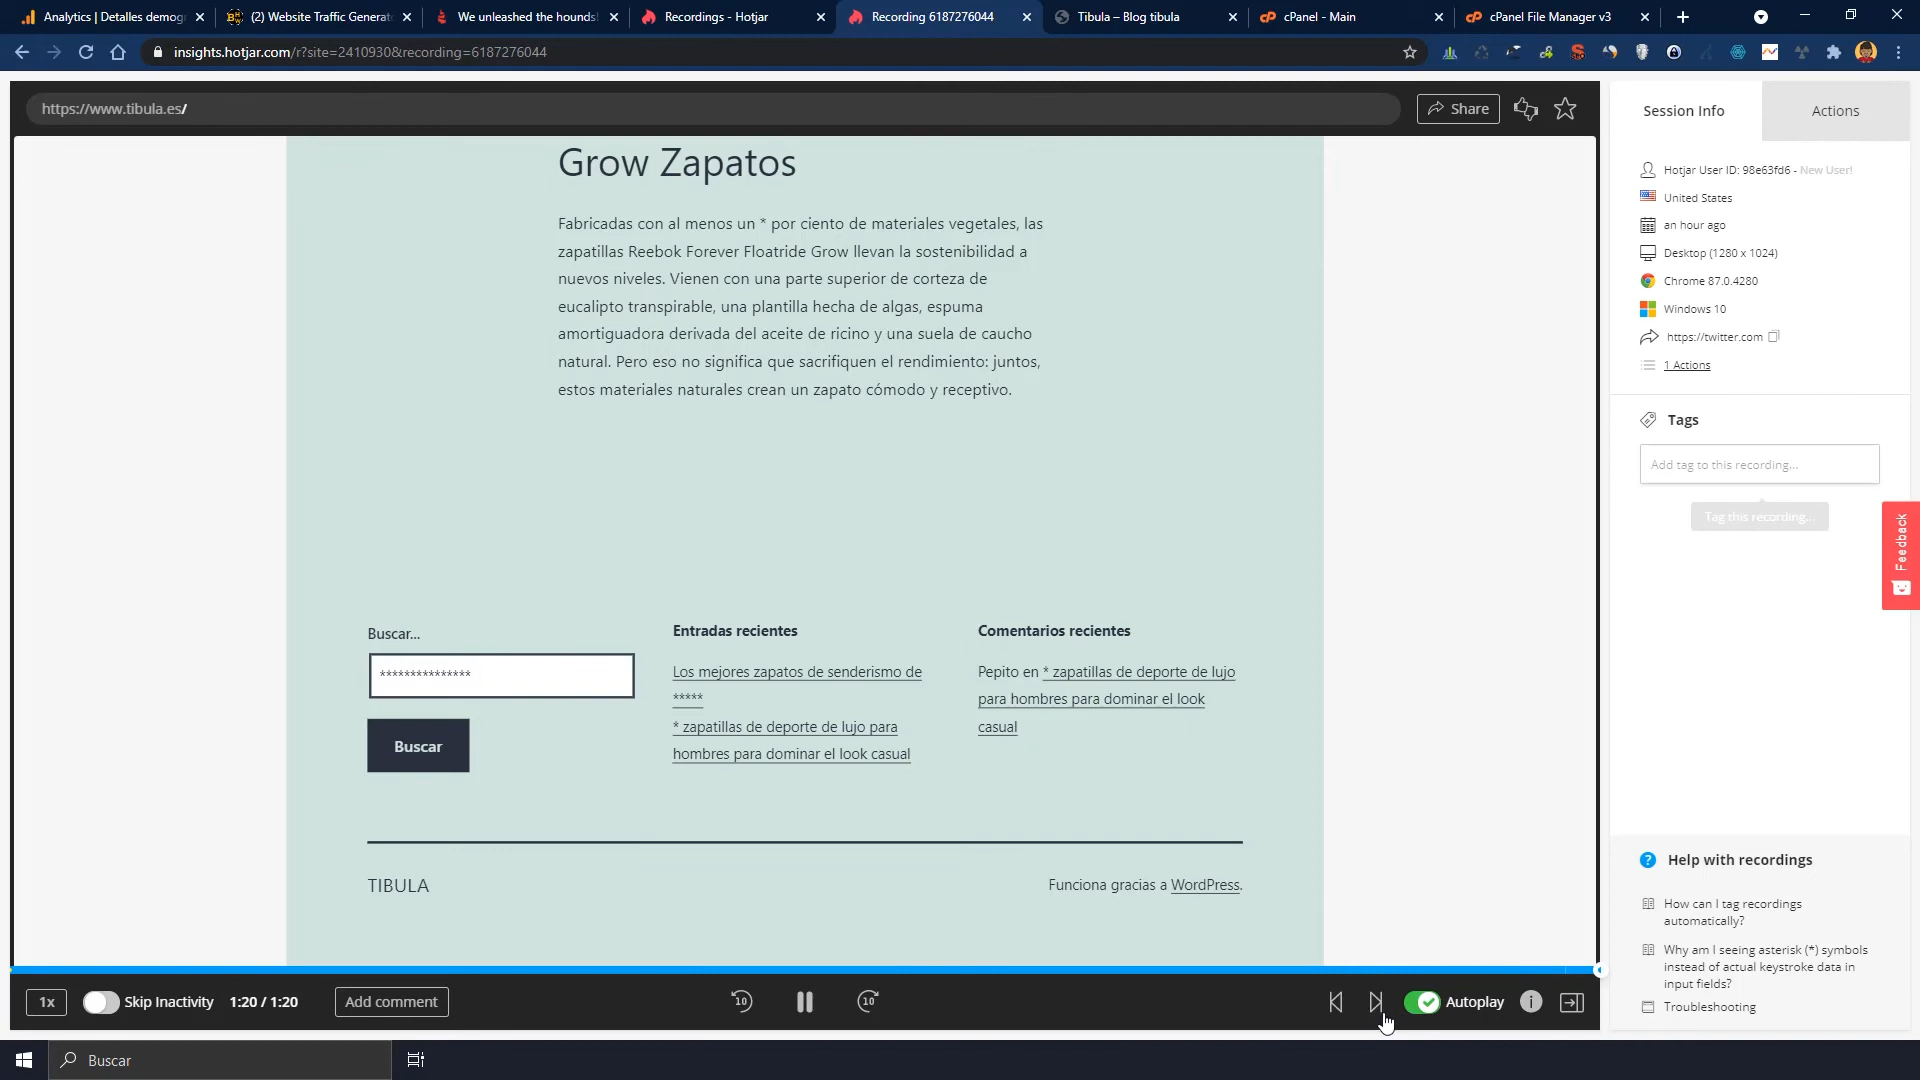 Analytics | Detalles demog
(2) Website Traffic Generat
We unleashed the hounds!
Recordings - Hotjar
Recording 6187276044
Tibula – Blog tibula
cPanel - Main
cPanel File Manager v3
insights.hotjar.com/r?site=2410930&recording=6187276044
https://www.tibula.es/
Share
Session Info
Actions
Grow Zapatos
Fabricadas con al menos un * por ciento de materiales vegetales, las
zapatillas Reebok Forever Floatride Grow llevan la sostenibilidad a
nuevos niveles. Vienen con una parte superior de corteza de
eucalipto transpirable, una plantilla hecha de algas, espuma
amortiguadora derivada del aceite de ricino y una suela de caucho
natural. Pero eso no significa que sacrifiquen el rendimiento: juntos,
estos materiales naturales crean un zapato cómodo y receptivo.
Buscar...
***************
Buscar
Entradas recientes
Los mejores zapatos de senderismo de
*****
* zapatillas de deporte de lujo para
hombres para dominar el look casual
Comentarios recientes
Pepito en * zapatillas de deporte de lujo
para hombres para dominar el look
casual
TIBULA
Funciona gracias a WordPress.
Hotjar User ID: 98e63fd6 - New User!
United States
an hour ago
Desktop (1280 x 1024)
Chrome 87.0.4280
Windows 10
https://twitter.com
1 Actions
Tags
Add tag to this recording...
Tag this recording...
Feedback
Help with recordings
How can I tag recordings
automatically?
Why am I seeing asterisk (*) symbols
instead of actual keystroke data in
input fields?
Troubleshooting
1x
Skip Inactivity
1:20 / 1:20
Add comment
10
10
Autoplay
Buscar